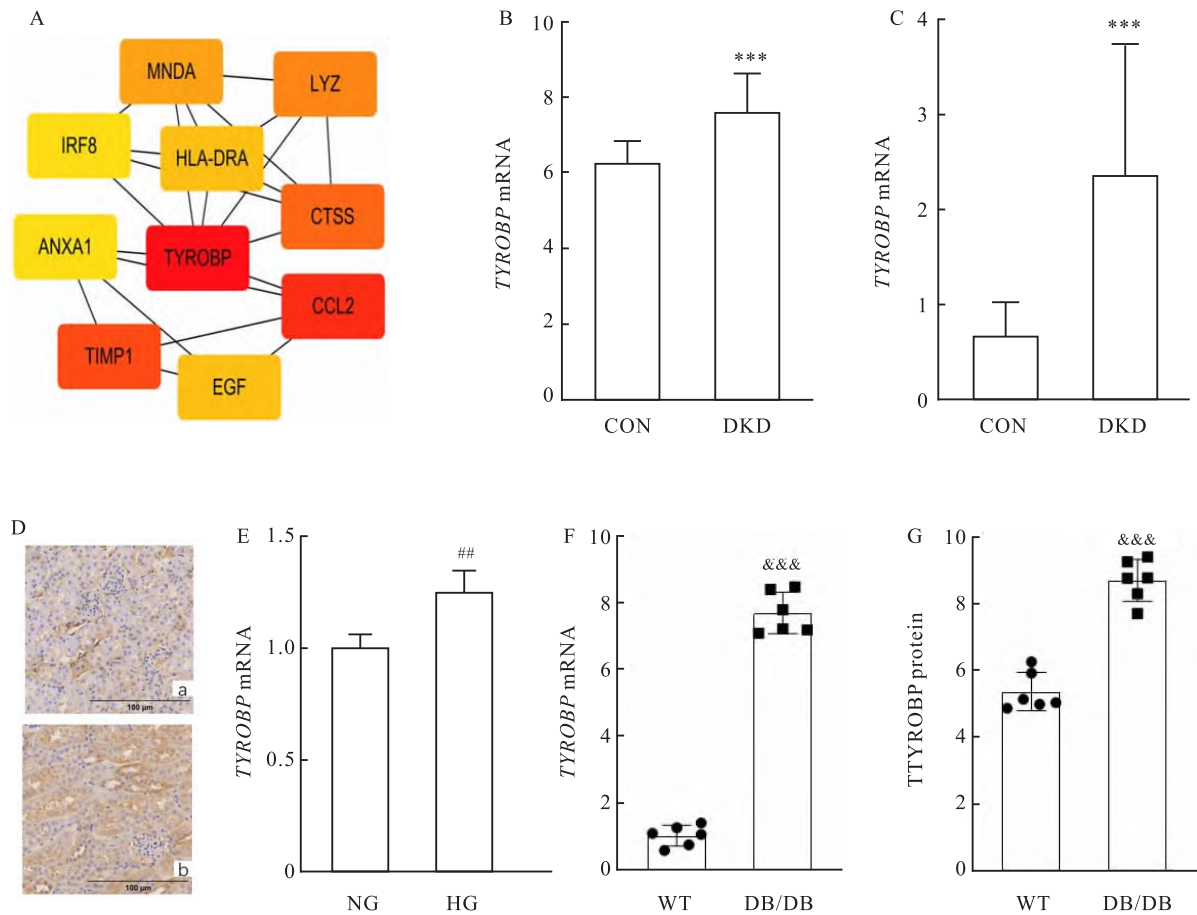 A
MNDA
LYZ
IRF8
HLA-DRA
CTSS
ANXA1
TYROBP
CCL2
TIMP1
EGF
B
10
8
6
4
2
0
TYROBP mRNA
***
CON
DKD
C
4
3
2
1
0
TYROBP mRNA
***
CON
DKD
D
a
100 μm
b
100 μm
E
1.5
1.0
0.5
0
TYROBP mRNA
##
NG
HG
F
10
8
6
4
2
0
TYROBP mRNA
&&&
WT
DB/DB
G
10
8
6
4
2
0
TTYROBP protein
&&&
WT
DB/DB